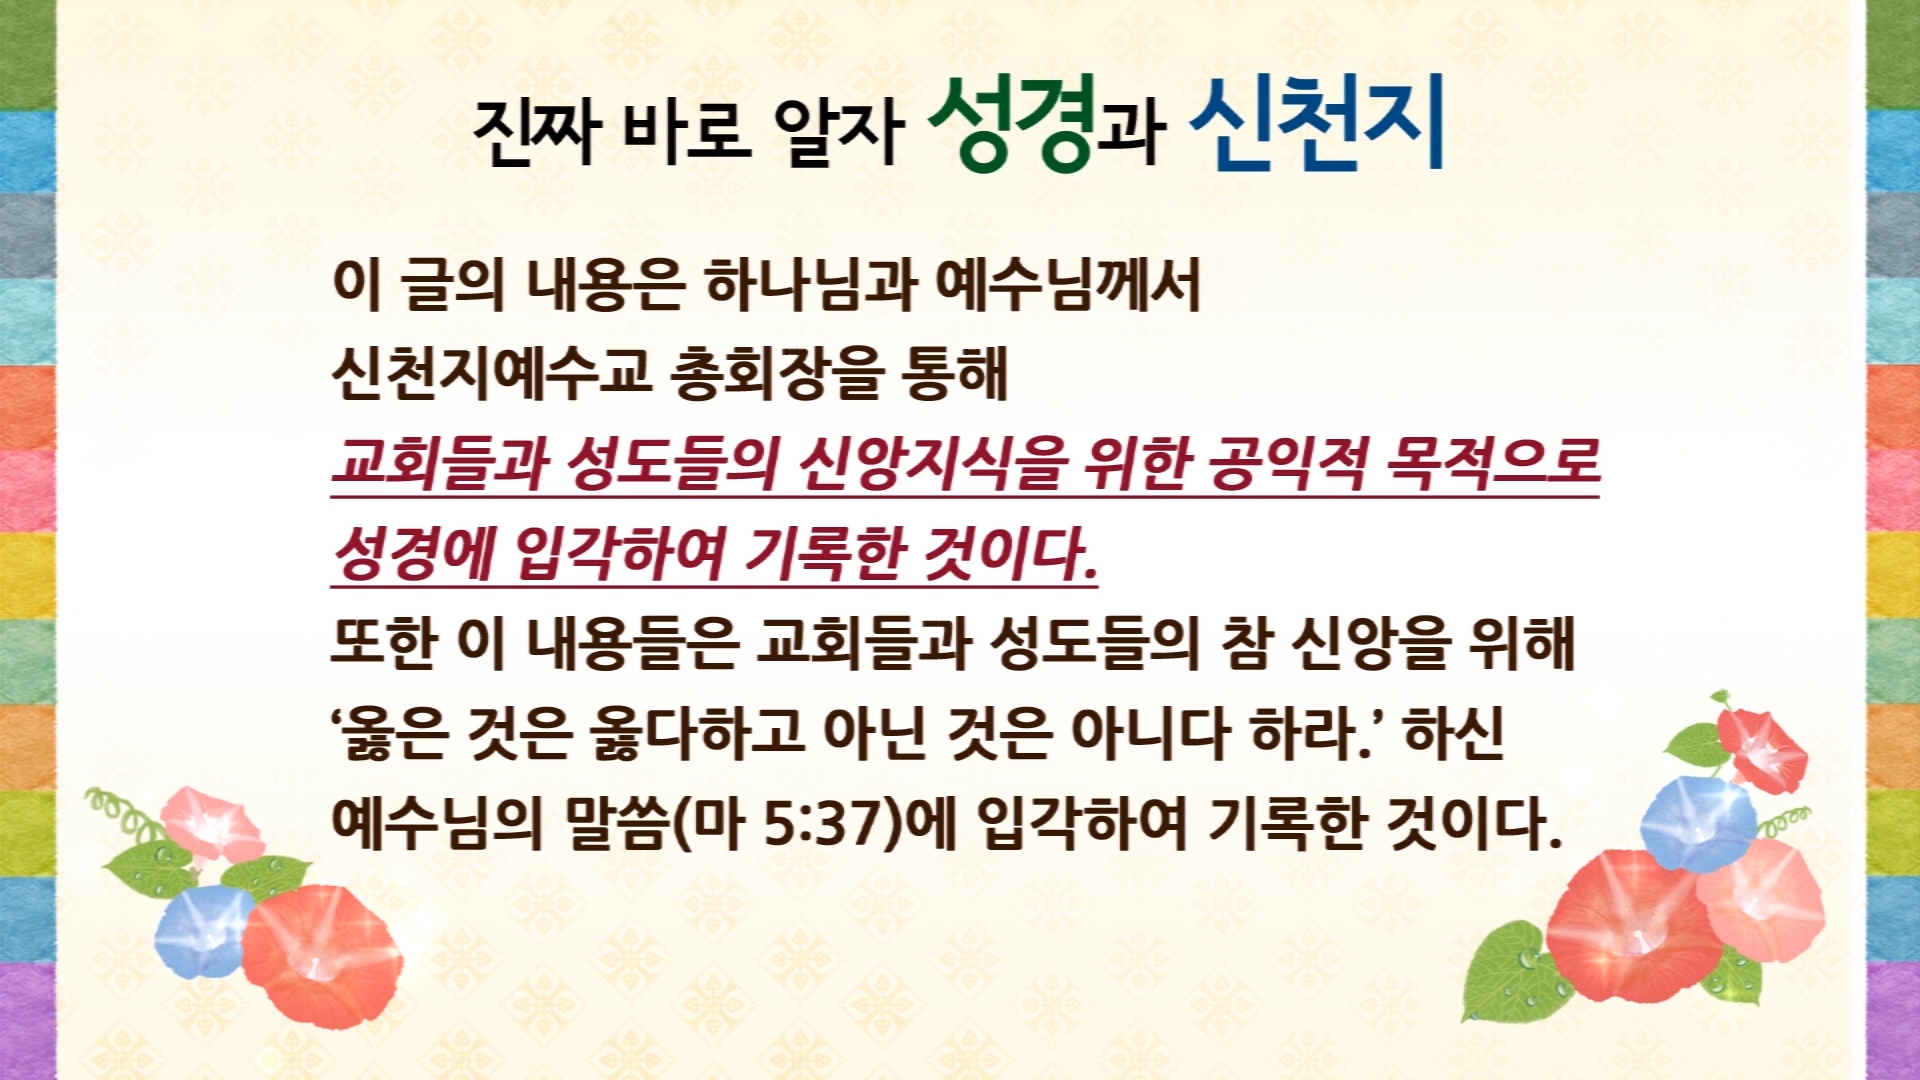 진짜 바로 알자 성경과 신천지
이 글의 내용은 하나님과 예수님께서
신천지예수교 총회장을 통해
교회들과 성도들의 신앙지식을 위한 공익적 목적으로
성경에 입각하여 기록한 것이다.
또한 이 내용들은 교회들과 성도들의 참 신앙을 위해
‘옳은 것은 옳다하고 아닌 것은 아니다 하라.’ 하신
예수님의 말씀(마 5:37)에 입각하여 기록한 것이다.